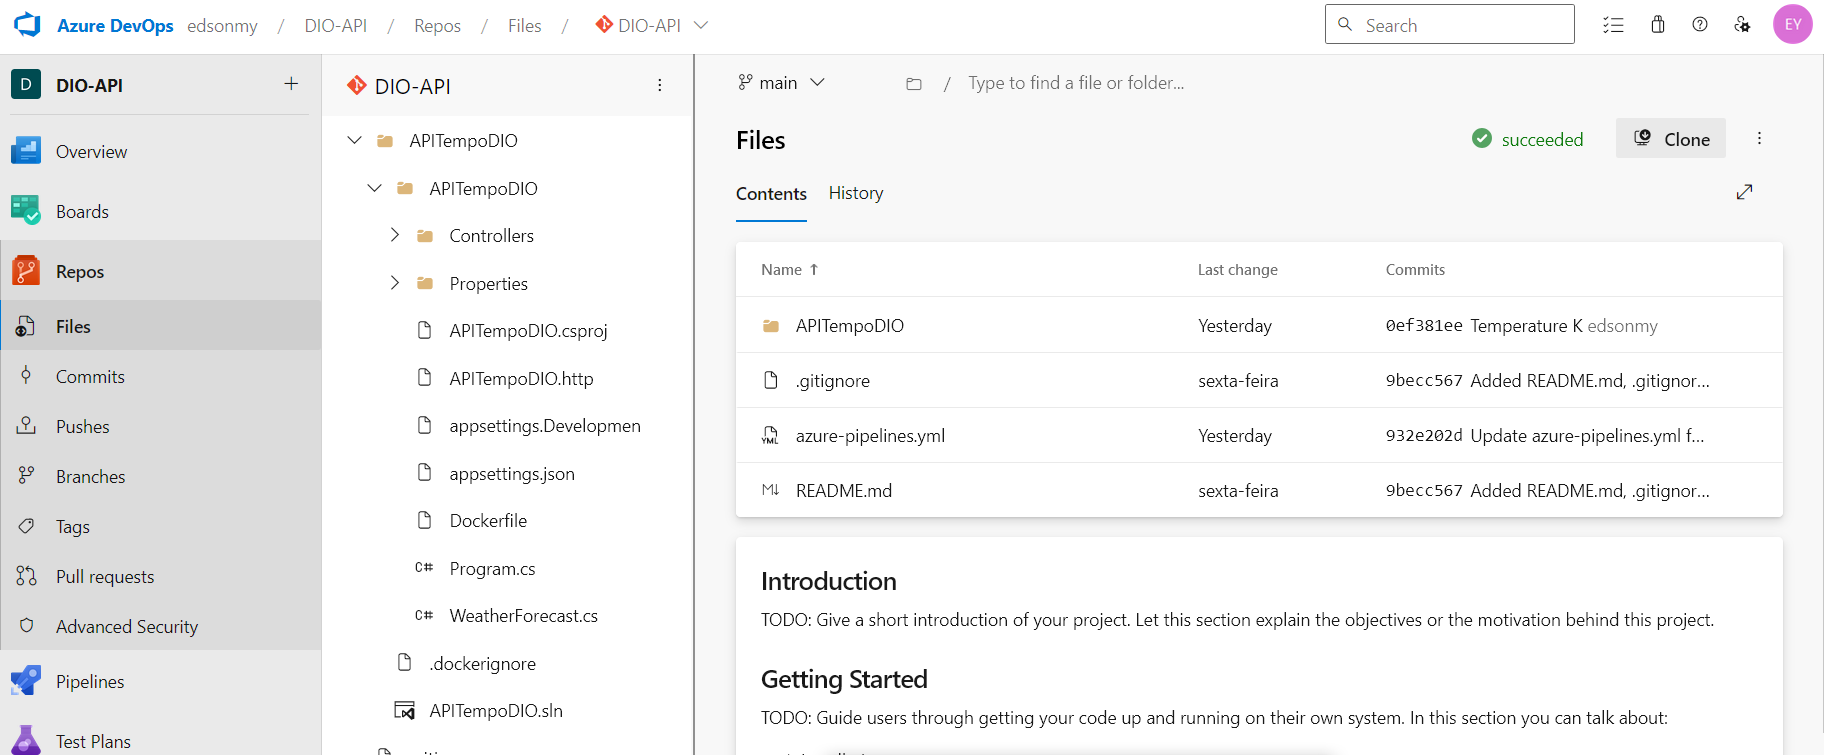 Azure DevOps edsonmy / DIO-API / Repos / Files / DIO-API
Search
EY
D DIO-API
Overview
Boards
Repos
Files
Commits
Pushes
Branches
Tags
Pull requests
Advanced Security
Pipelines
Test Plans
DIO-API
APITempoDIO
APITempoDIO
Controllers
Properties
APITempoDIO.csproj
APITempoDIO.http
appsettings.Developmen
appsettings.json
Dockerfile
C# Program.cs
C# WeatherForecast.cs
.dockerignore
APITempoDIO.sln
main / Type to find a file or folder...
Files
succeeded
Clone
Contents History
Name ↑ Last change Commits
APITempoDIO Yesterday 0ef381ee Temperature K edsonmy
.gitignore sexta-feira 9becc567 Added README.md, .gitignor...
YML azure-pipelines.yml Yesterday 932e202d Update azure-pipelines.yml f...
M↓ README.md sexta-feira 9becc567 Added README.md, .gitignor...
Introduction
TODO: Give a short introduction of your project. Let this section explain the objectives or the motivation behind this project.
Getting Started
TODO: Guide users through getting your code up and running on their own system. In this section you can talk about: